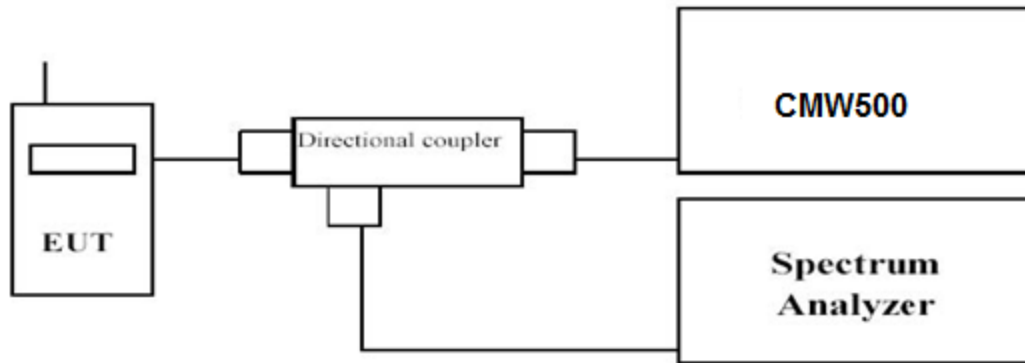 EUT
Directional coupler
CMW500
Spectrum
Analyzer